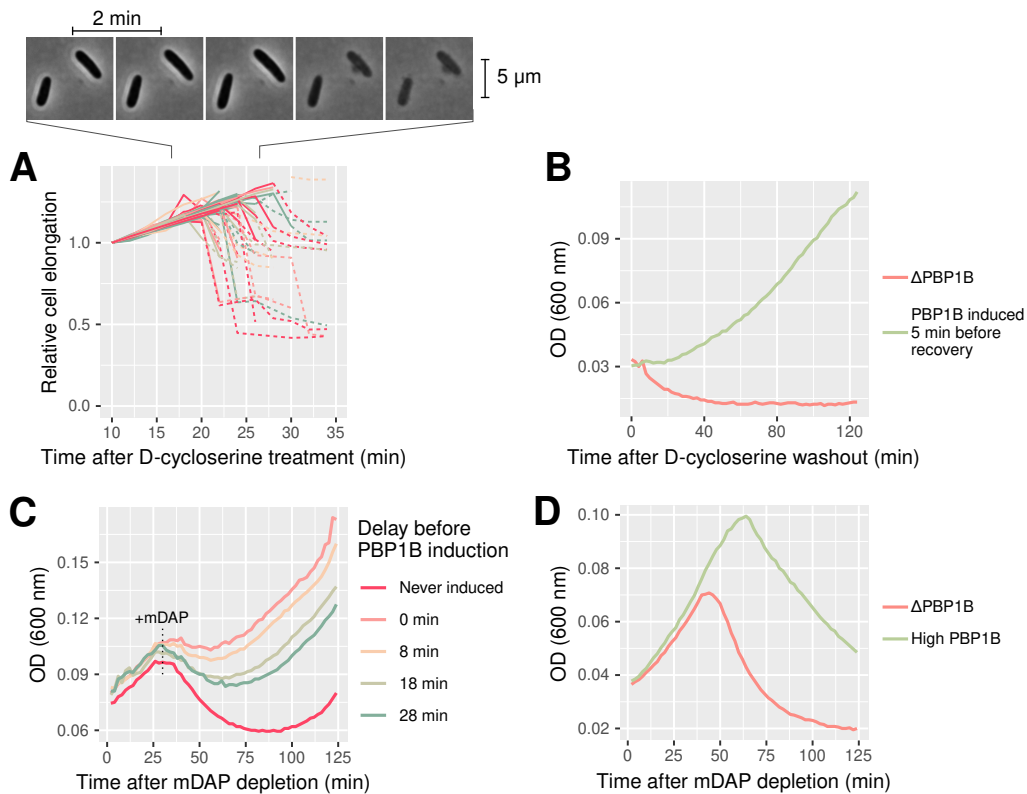 2 min
5 µm
A
Relative cell elongation
1.0
0.5
0.0
10 15 20 25 30 35
Time after D-cycloserine treatment (min)
B
OD (600 nm)
0.09
0.06
0.03
0 40 80 120
Time after D-cycloserine washout (min)
ΔPBP1B
PBP1B induced
5 min before
recovery
C
OD (600 nm)
0.15
0.12
0.09
0.06
+mDAP
0 25 50 75 100 125
Time after mDAP depletion (min)
Delay before
PBP1B induction
Never induced
0 min
8 min
18 min
28 min
D
OD (600 nm)
0.10
0.08
0.06
0.04
0.02
0 25 50 75 100 125
Time after mDAP depletion (min)
ΔPBP1B
High PBP1B